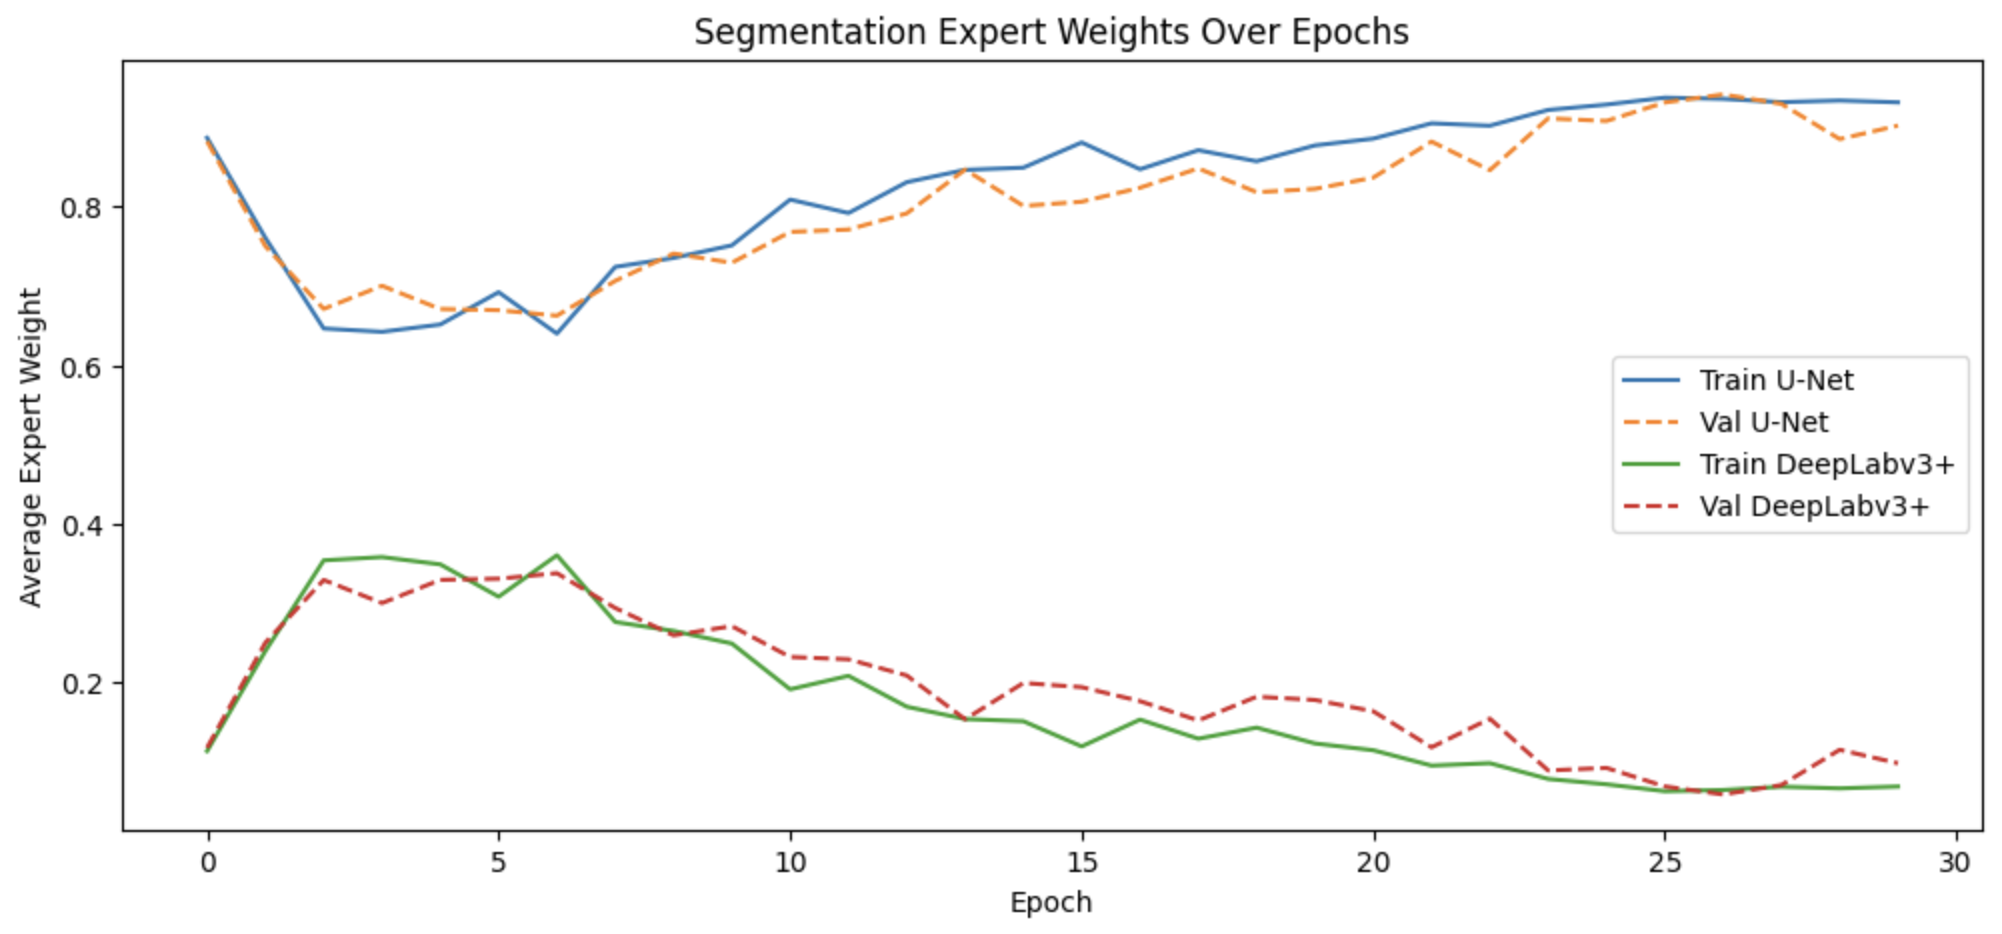 Segmentation Expert Weights Over Epochs
Average Expert Weight
0.8
0.6
0.4
0.2
Train U-Net
Val U-Net
Train DeepLabv3+
Val DeepLabv3+
0 5 10 15 20 25 30
Epoch